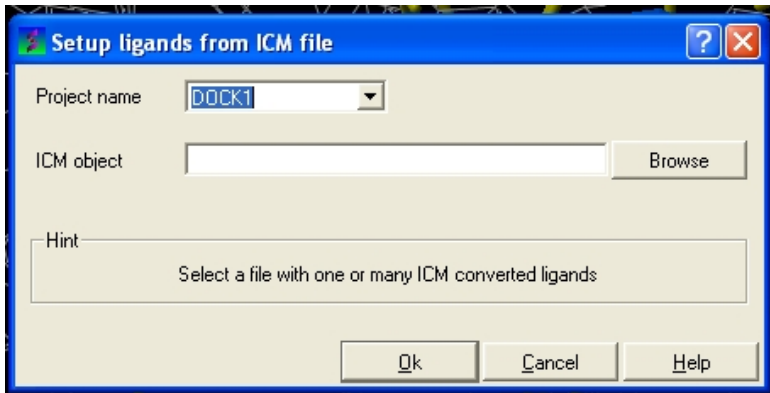 Setup ligands from ICM file
Project name DOCK1
ICM object Browse
Hint
Select a file with one or many ICM converted ligands
Ok Cancel Help